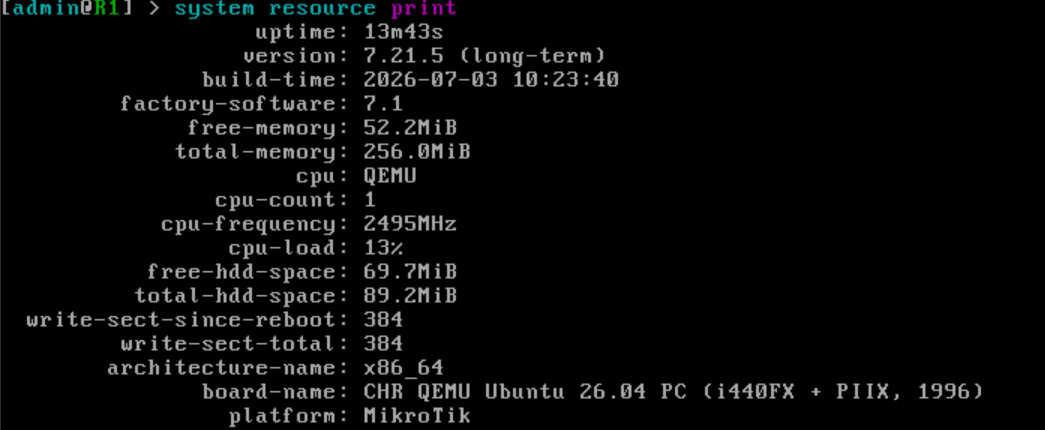 [admin@R1] > system resource print
uptime: 13m43s
version: 7.21.5 (long-term)
build-time: 2026-07-03 10:23:40
factory-software: 7.1
free-memory: 52.2MiB
total-memory: 256.0MiB
cpu: QEMU
cpu-count: 1
cpu-frequency: 2495MHz
cpu-load: 13%
free-hdd-space: 69.7MiB
total-hdd-space: 89.2MiB
write-sect-since-reboot: 384
write-sect-total: 384
architecture-name: x86_64
board-name: CHR QEMU Ubuntu 26.04 PC (i440FX + PIIX, 1996)
platform: MikroTik